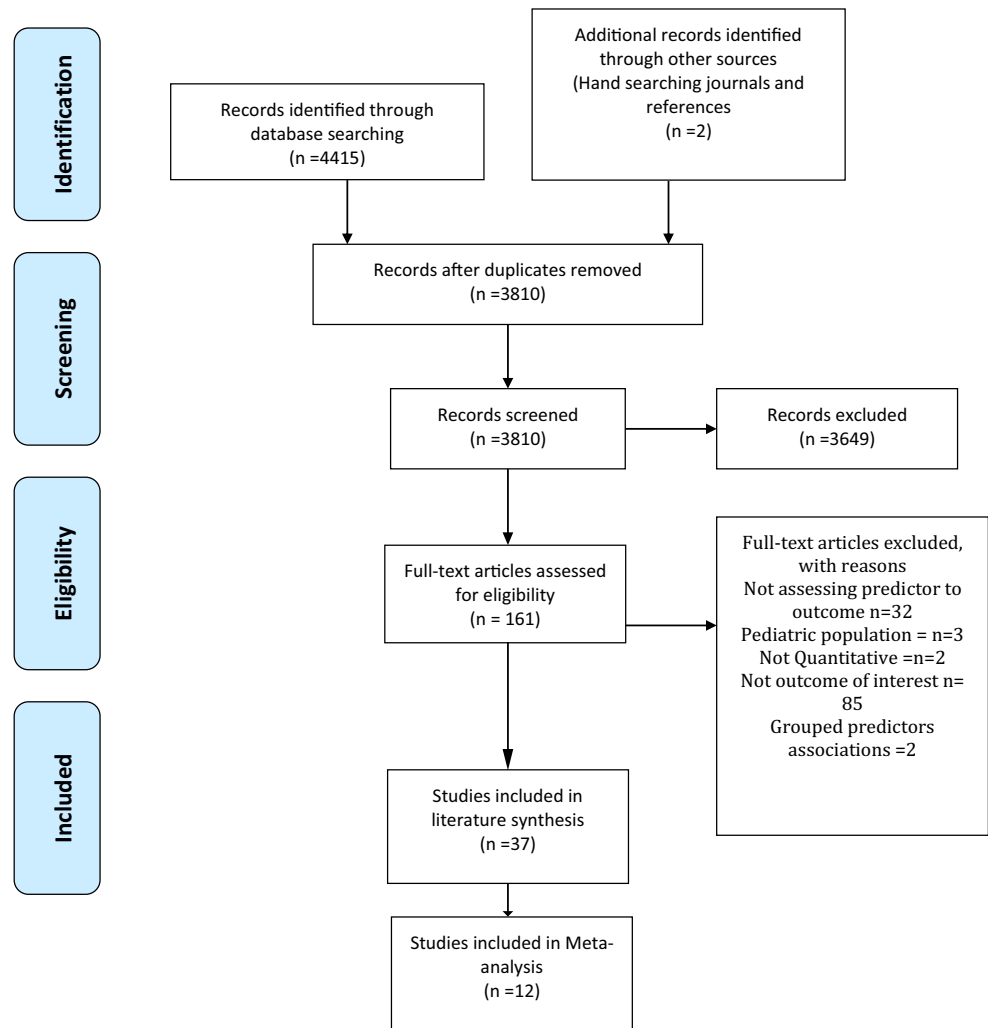 Identification
Records identified through
database searching
(n =4415)
Additional records identified
through other sources
(Hand searching journals and
references
(n =2)
Screening
Records after duplicates removed
(n =3810)
Records screened
(n =3810)
Records excluded
(n =3649)
Eligibility
Full-text articles assessed
for eligibility
(n = 161)
Full-text articles excluded,
with reasons
Not assessing predictor to
outcome n=32
Pediatric population = n=3
Not Quantitative =n=2
Not outcome of interest n=
85
Grouped predictors
associations =2
Included
Studies included in
literature synthesis
(n =37)
Studies included in Meta-
analysis
(n =12)